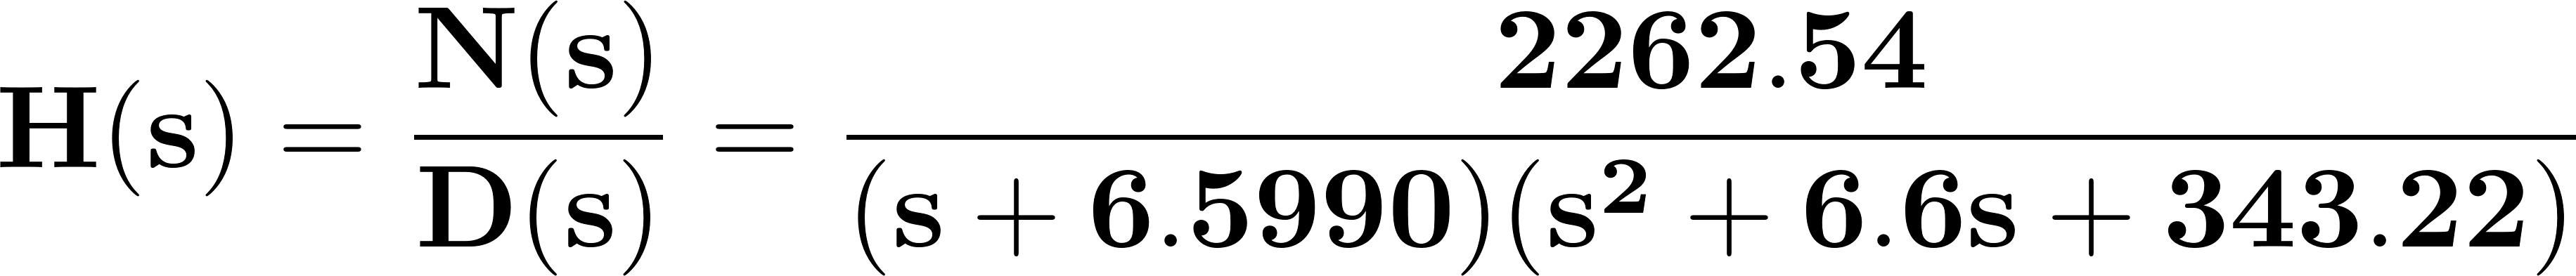 H(s) = N(s)/D(s) = 2262.54/((s + 6.5990)(s² + 6.6s + 343.22))